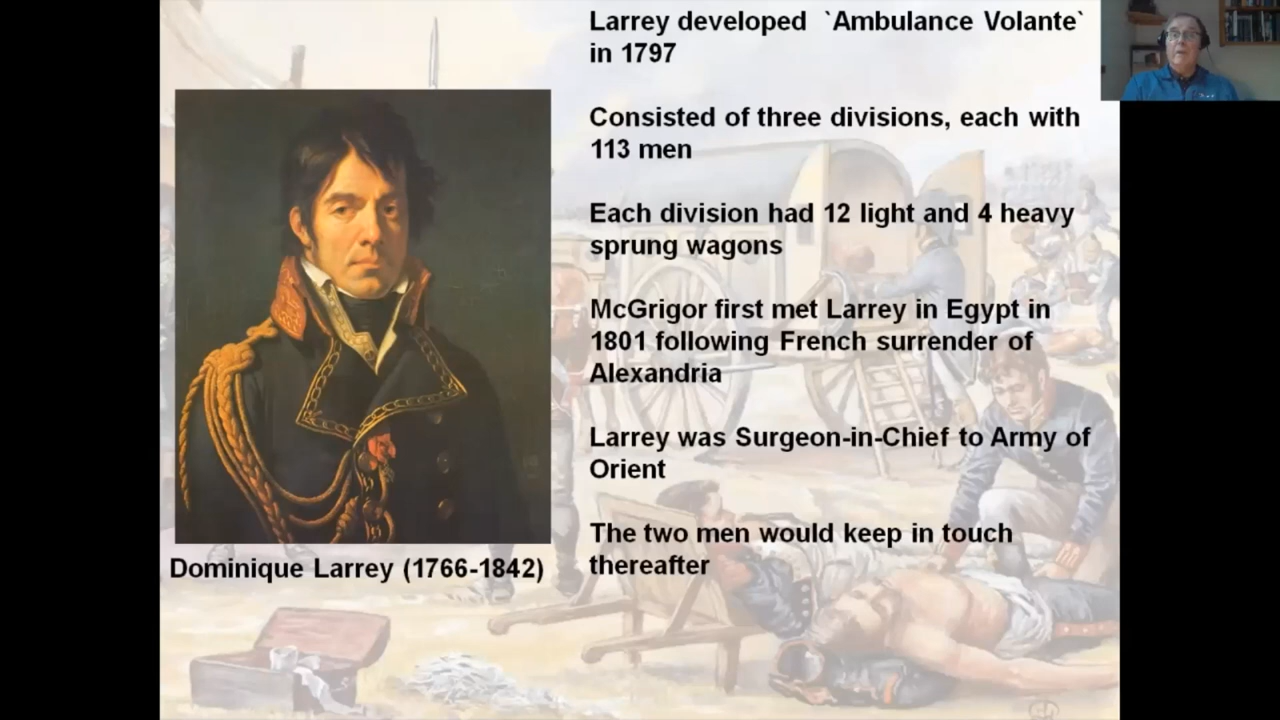 Larrey developed `Ambulance Volante`
in 1797
Consisted of three divisions, each with
113 men
Each division had 12 light and 4 heavy
sprung wagons
McGrigor first met Larrey in Egypt in
1801 following French surrender of
Alexandria
Larrey was Surgeon-in-Chief to Army of
Orient
The two men would keep in touch
thereafter
Dominique Larrey (1766-1842)